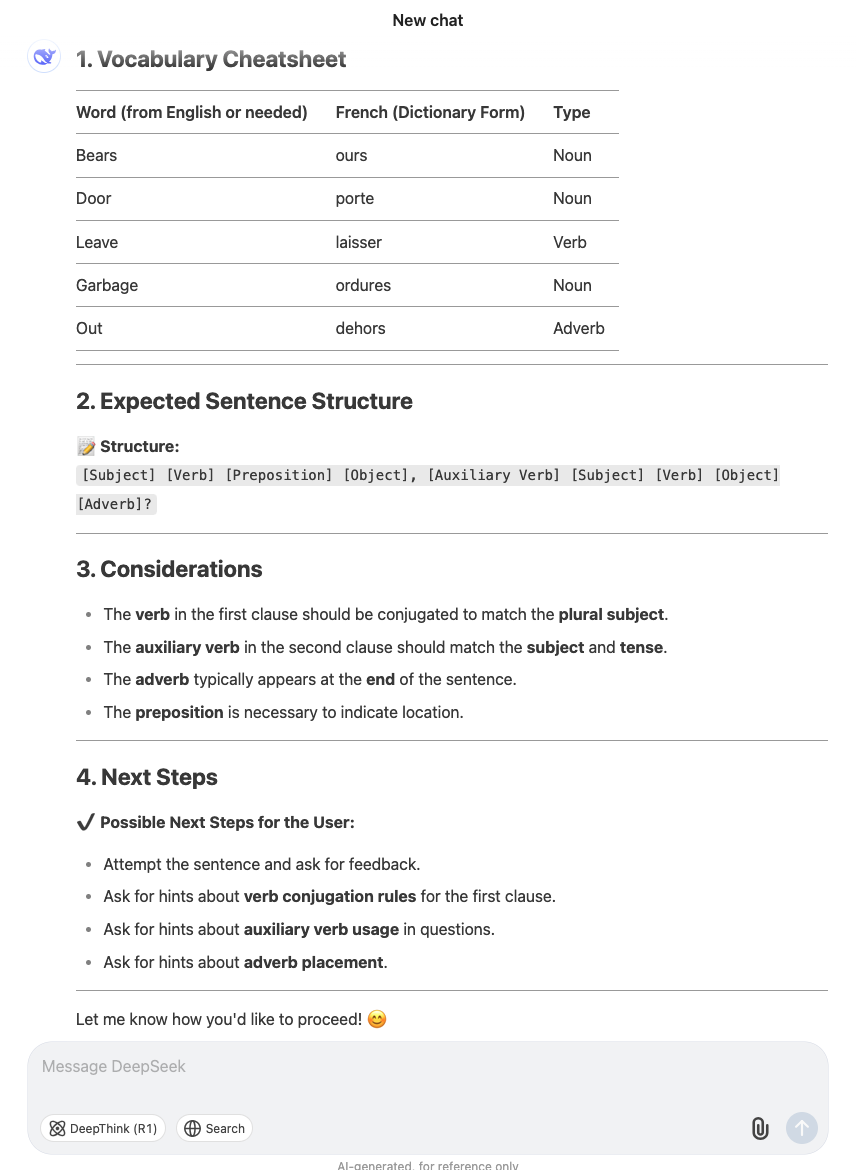 New chat
1. Vocabulary Cheatsheet
Word (from English or needed) French (Dictionary Form) Type
Bears ours Noun
Door porte Noun
Leave laisser Verb
Garbage ordures Noun
Out dehors Adverb
2. Expected Sentence Structure
📝 Structure:
[Subject] [Verb] [Preposition] [Object], [Auxiliary Verb] [Subject] [Verb] [Object]
[Adverb]?
3. Considerations
• The verb in the first clause should be conjugated to match the plural subject.
• The auxiliary verb in the second clause should match the subject and tense.
• The adverb typically appears at the end of the sentence.
• The preposition is necessary to indicate location.
4. Next Steps
✔ Possible Next Steps for the User:
• Attempt the sentence and ask for feedback.
• Ask for hints about verb conjugation rules for the first clause.
• Ask for hints about auxiliary verb usage in questions.
• Ask for hints about adverb placement.
Let me know how you'd like to proceed! 😊
Message DeepSeek
DeepThink (R1) Search
AI-generated, for reference only